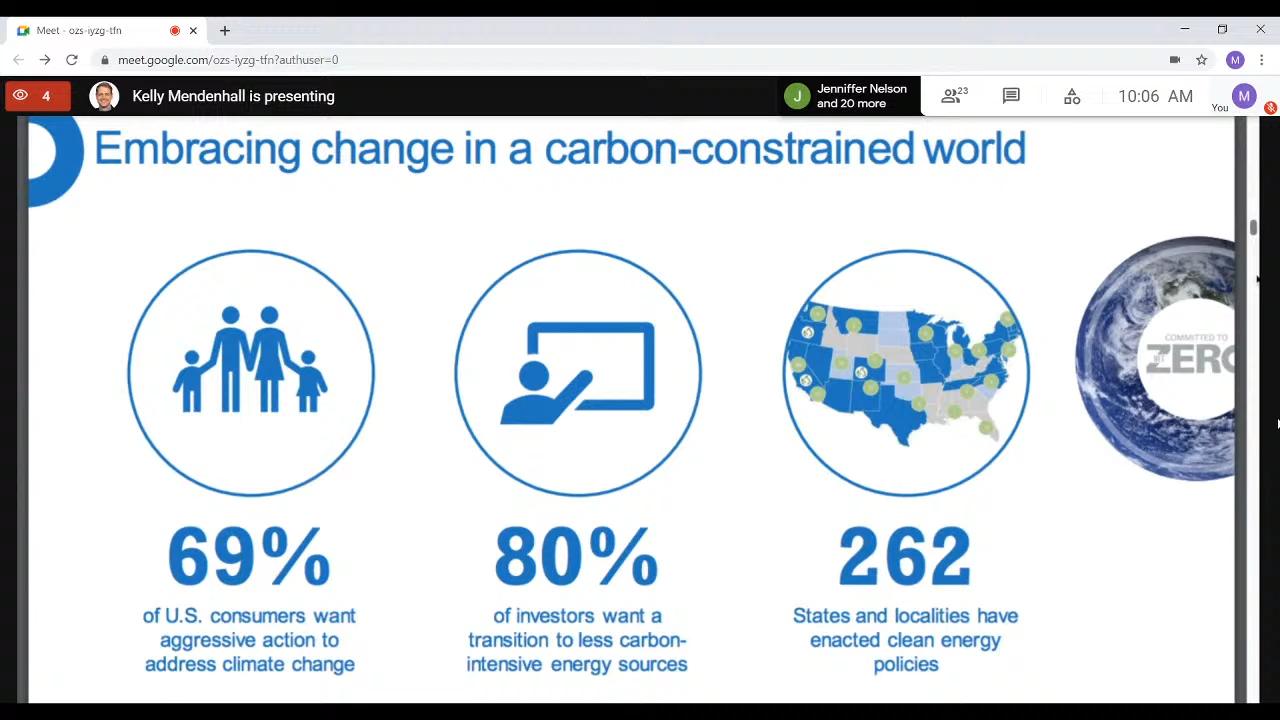 Meet - ozs-iyzg-tfn
meet.google.com/ozs-iyzg-tfn?authuser=0
M
4
Kelly Mendenhall is presenting
J
Jenniffer Nelson
and 20 more
23
10:06 AM
You
M
Embracing change in a carbon-constrained world
COMMITTED TO
ZERO
69%
of U.S. consumers want
aggressive action to
address climate change
80%
of investors want a
transition to less carbon-
intensive energy sources
262
States and localities have
enacted clean energy
policies